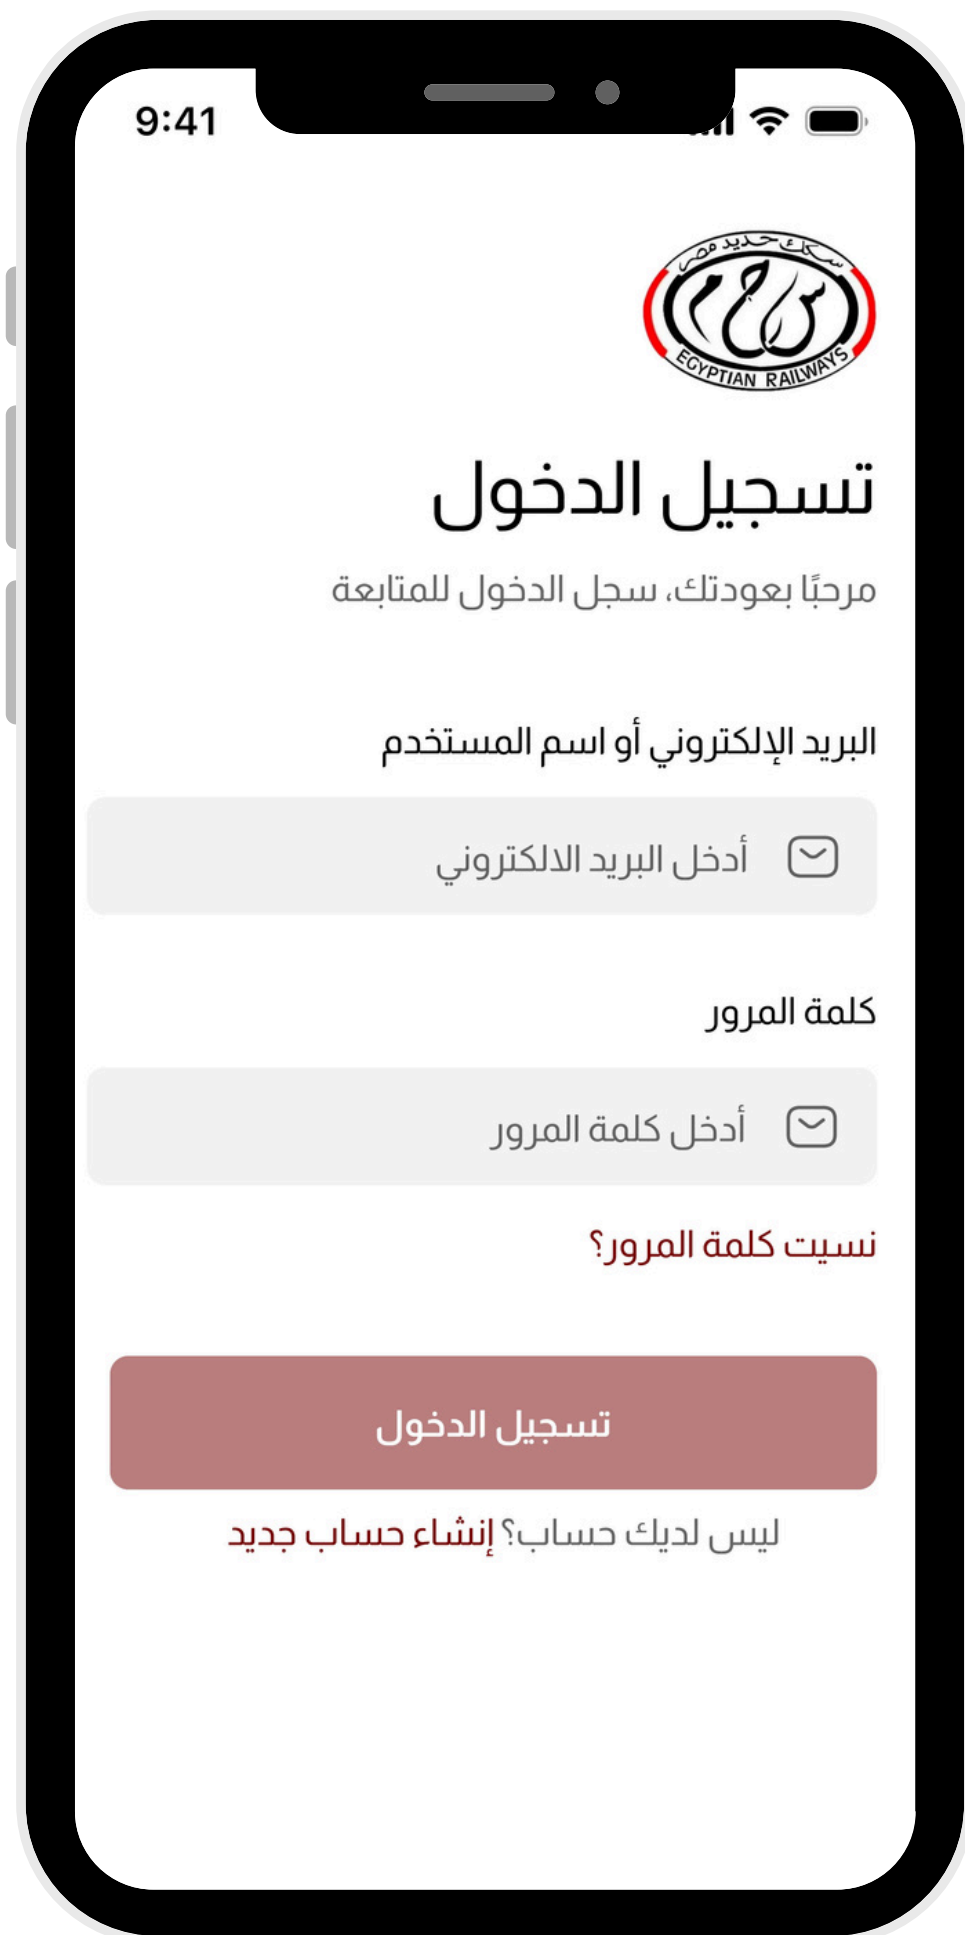 9:41
سكك حديد مصر
س ح م
EGYPTIAN RAILWAYS
تسجيل الدخول
مرحبًا بعودتك، سجل الدخول للمتابعة
البريد الإلكتروني أو اسم المستخدم
أدخل البريد الالكتروني
كلمة المرور
أدخل كلمة المرور
نسيت كلمة المرور؟
تسجيل الدخول
ليس لديك حساب؟ إنشاء حساب جديد